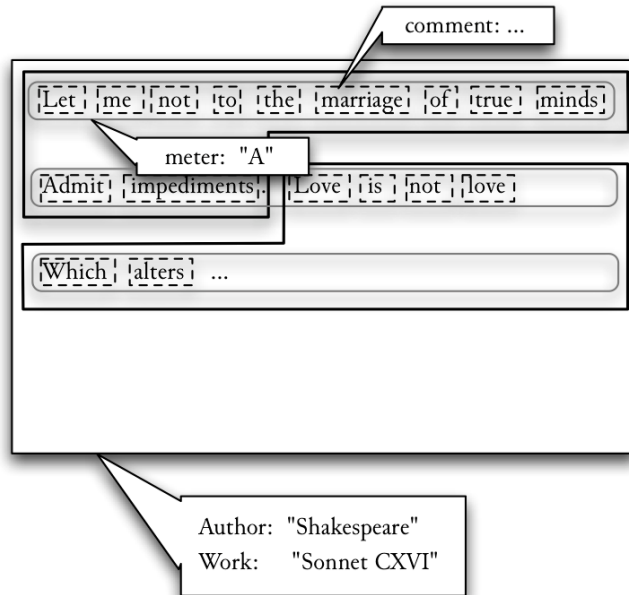 comment: ...
Let me not to the marriage of true minds
meter: "A"
Admit impediments. Love is not love
Which alters ...
Author: "Shakespeare"
Work: "Sonnet CXVI"